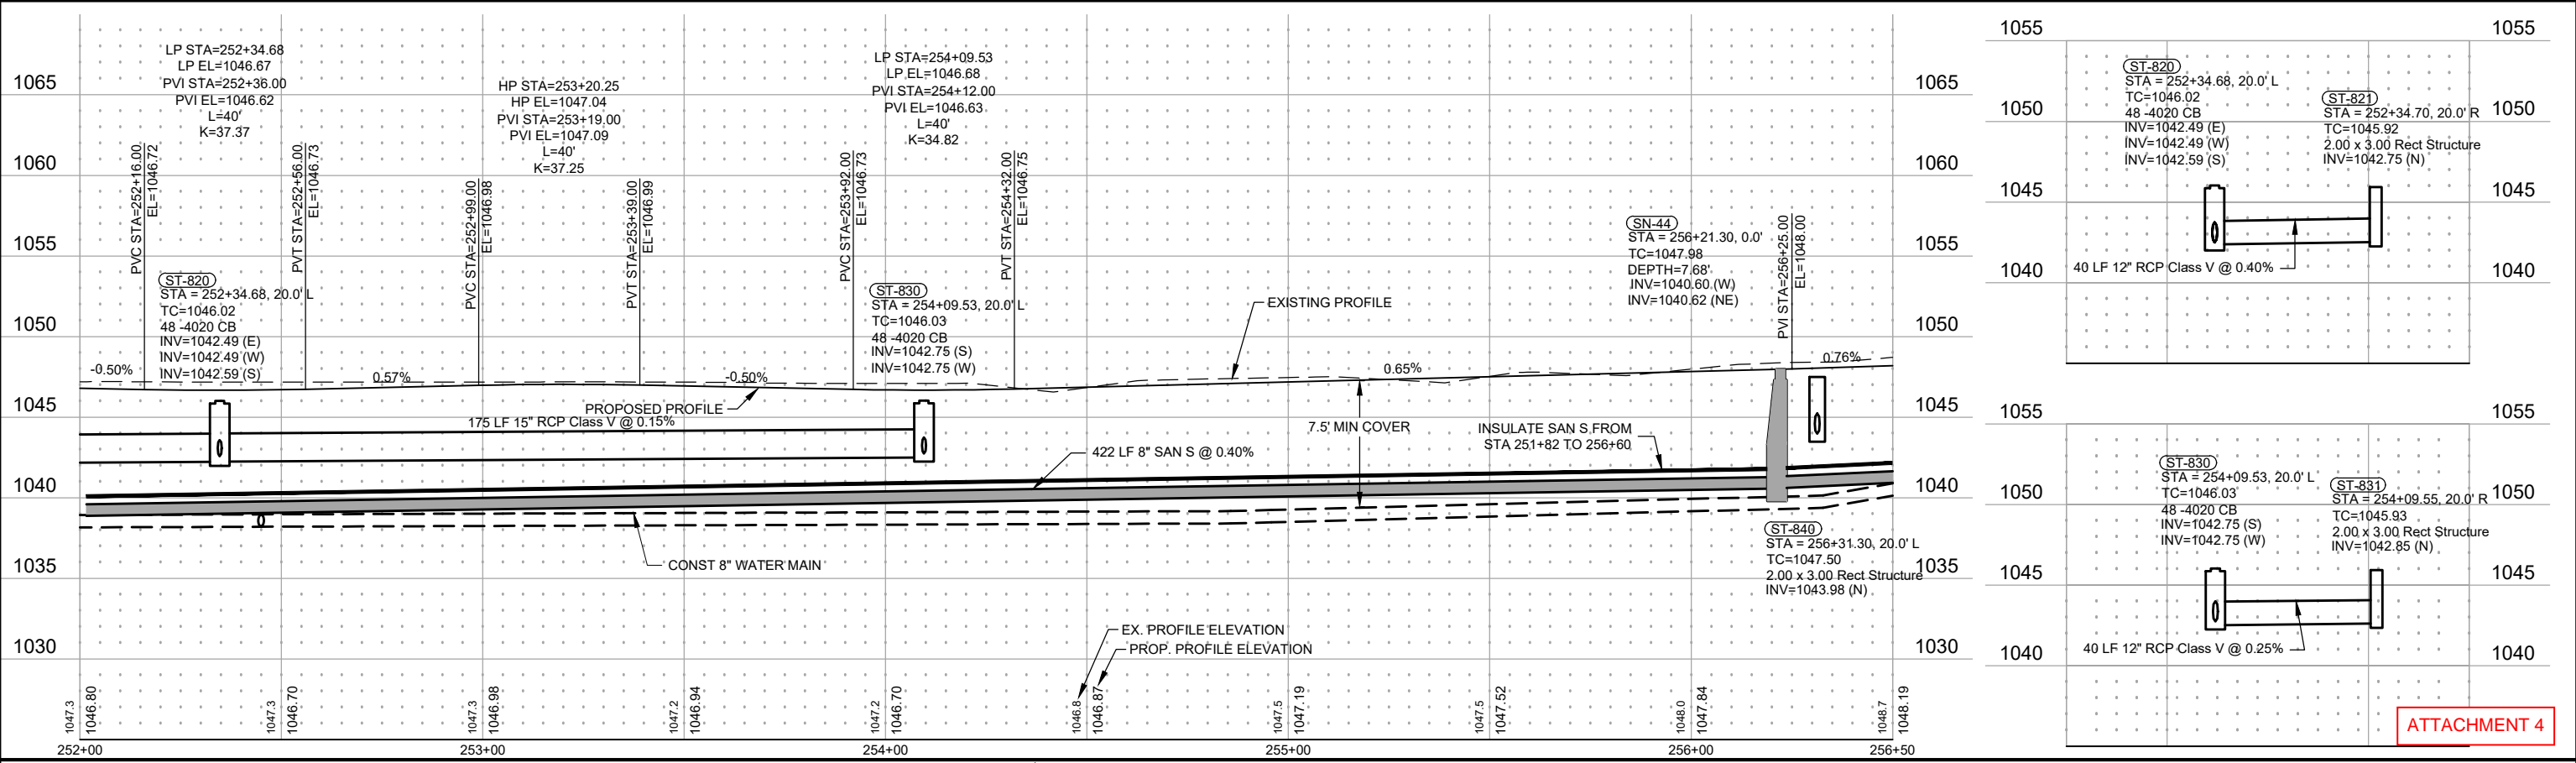 LP STA=252+34.68
LP EL=1046.67
PVI STA=252+36.00
PVI EL=1046.62
L=40'
K=37.37
HP STA=253+20.25
HP EL=1047.04
PVI STA=253+19.00
PVI EL=1047.09
L=40'
K=37.25
LP STA=254+09.53
LP EL=1046.68
PVI STA=254+12.00
PVI EL=1046.63
L=40'
K=34.82
1065
1060
1055
1050
1045
1040
1035
1030
PVC STA=252+16.00
EL=1046.72
PVT STA=252+56.00
EL=1046.73
PVC STA=252+99.00
EL=1046.98
PVT STA=253+39.00
EL=1046.99
PVC STA=253+92.00
EL=1046.73
PVT STA=254+32.00
EL=1046.75
PVI STA=256+25.00
EL=1048.00
ST-820
STA = 252+34.68, 20.0' L
TC=1046.02
48 -4020 CB
INV=1042.49 (E)
INV=1042.49 (W)
INV=1042.59 (S)
ST-830
STA = 254+09.53, 20.0' L
TC=1046.03
48 -4020 CB
INV=1042.75 (S)
INV=1042.75 (W)
SN-44
STA = 256+21.30, 0.0'
TC=1047.98
DEPTH=7.68'
INV=1040.60 (W)
INV=1040.62 (NE)
EXISTING PROFILE
-0.50%
0.57%
-0.50%
0.65%
0.76%
PROPOSED PROFILE
175 LF 15" RCP Class V @ 0.15%
7.5' MIN COVER
INSULATE SAN S FROM
STA 251+82 TO 256+60
422 LF 8" SAN S @ 0.40%
CONST 8" WATER MAIN
ST-840
STA = 256+31.30, 20.0' L
TC=1047.50
2.00 x 3.00 Rect Structure
INV=1043.98 (N)
EX. PROFILE ELEVATION
PROP. PROFILE ELEVATION
1065
1060
1055
1050
1045
1040
1035
1030
1047.3
1046.80
1047.3
1046.70
1047.3
1046.98
1047.2
1046.94
1047.2
1046.70
1046.8
1046.87
1047.5
1047.19
1047.5
1047.52
1048.0
1047.84
1048.7
1048.19
252+00
253+00
254+00
255+00
256+00
256+50
1055
1050
1045
1040
ST-820
STA = 252+34.68, 20.0' L
TC=1046.02
48 -4020 CB
INV=1042.49 (E)
INV=1042.49 (W)
INV=1042.59 (S)
ST-821
STA = 252+34.70, 20.0' R
TC=1045.92
2.00 x 3.00 Rect Structure
INV=1042.75 (N)
40 LF 12" RCP Class V @ 0.40%
1055
1050
1045
1040
1055
1050
1045
1040
ST-830
STA = 254+09.53, 20.0' L
TC=1046.03
48 -4020 CB
INV=1042.75 (S)
INV=1042.75 (W)
ST-831
STA = 254+09.55, 20.0' R
TC=1045.93
2.00 x 3.00 Rect Structure
INV=1042.85 (N)
40 LF 12" RCP Class V @ 0.25%
1055
1050
1045
1040
ATTACHMENT 4